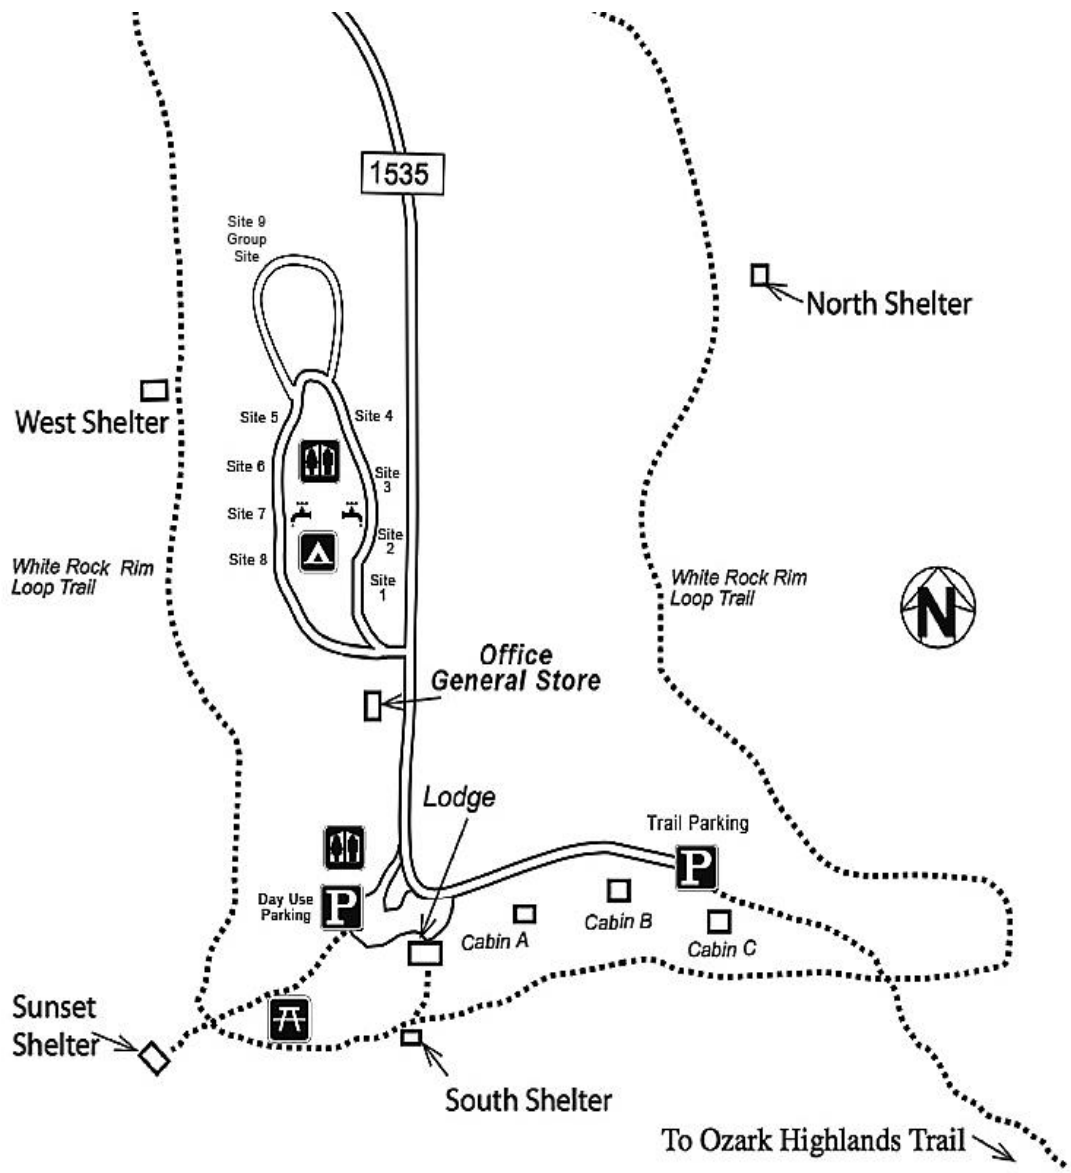 1535
Site 9
Group
Site
North Shelter
West Shelter
Site 5
Site 4
Site 6
Site
3
Site 7
Site
2
Site 8
Site
1
White Rock Rim
Loop Trail
White Rock Rim
Loop Trail
N
Office
General Store
Lodge
Trail Parking
P
Day Use
Parking
P
Cabin A
Cabin B
Cabin C
Sunset
Shelter
South Shelter
To Ozark Highlands Trail